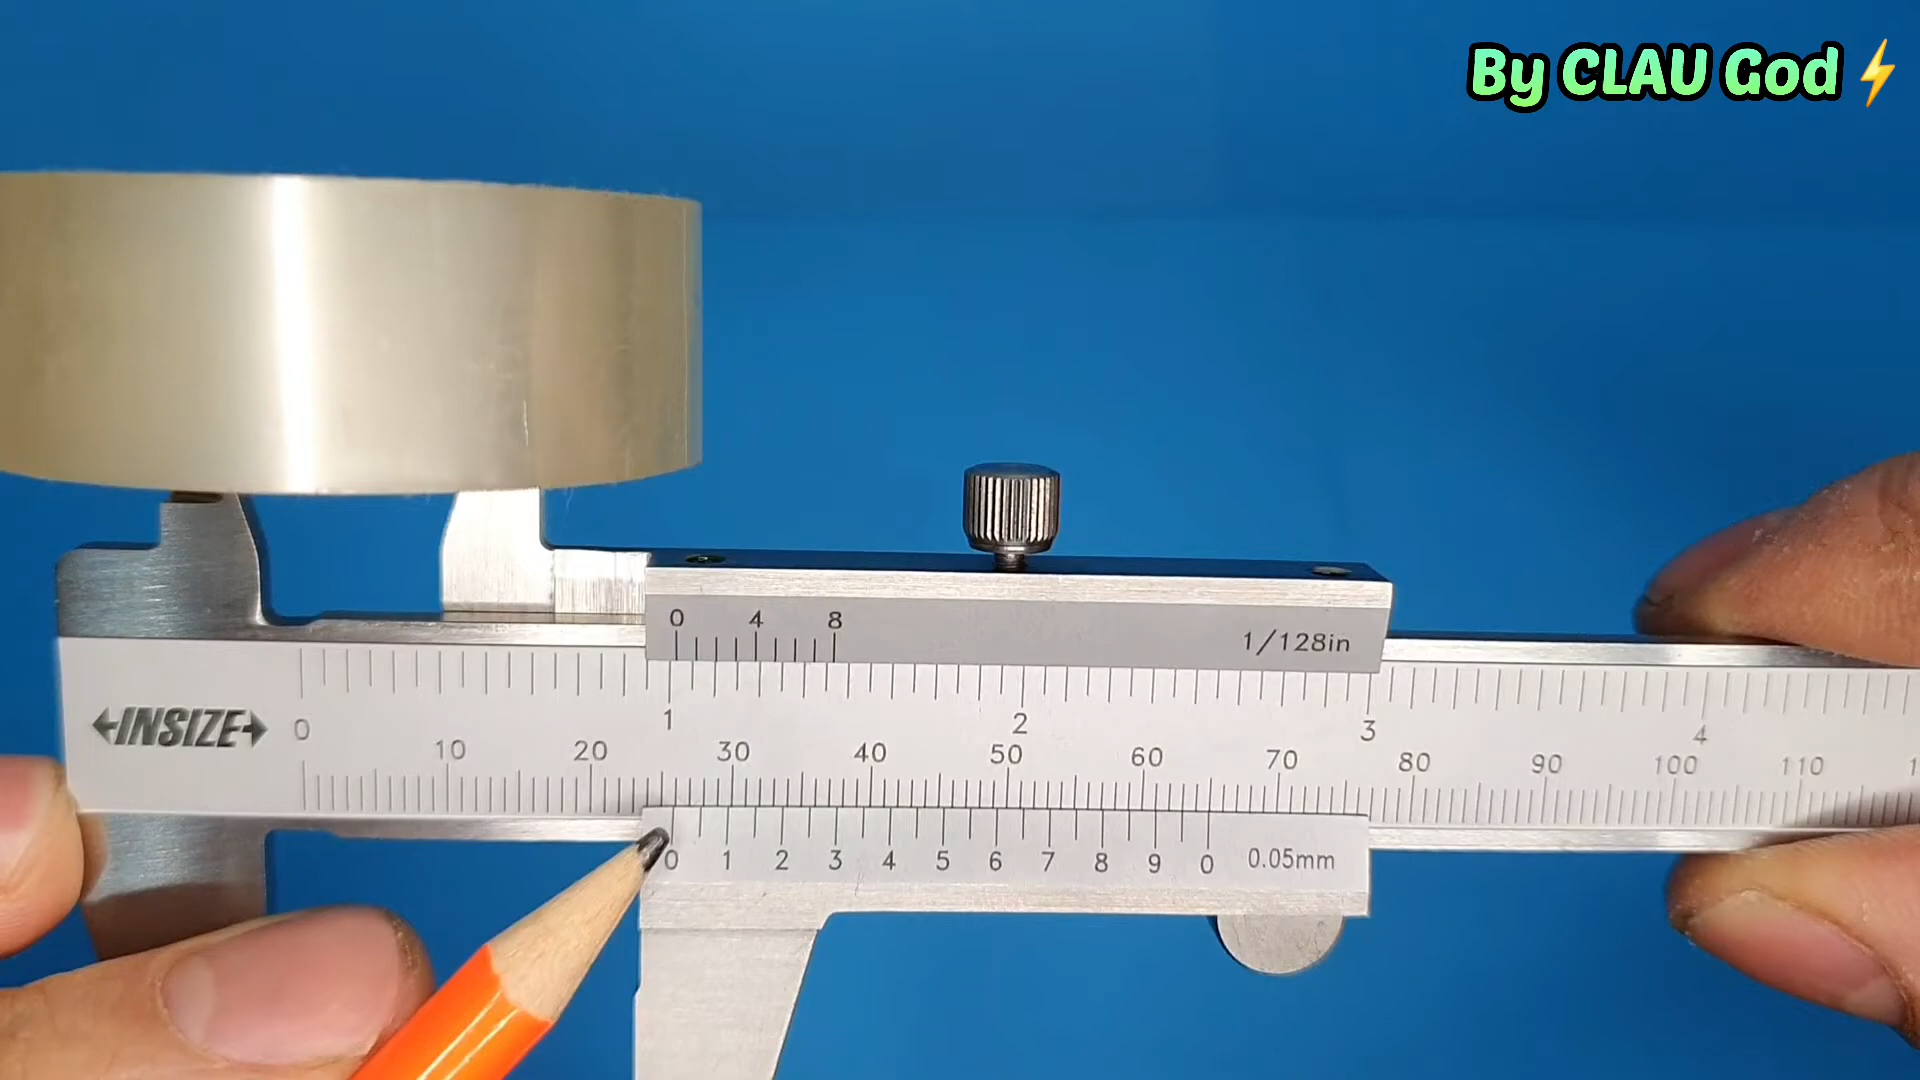 By CLAU God⚡
0 4 8
1/128in
INSIZE
0 1 2 3 4
10 20 30 40 50 60 70 80 90 100 110
0 1 2 3 4 5 6 7 8 9 0 0.05mm